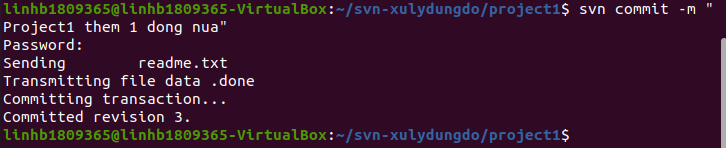 linhb1809365@linhb1809365-VirtualBox:~/svn-xulydungdo/project1$ svn commit -m "
Project1 them 1 dong nua"
Password:
Sending        readme.txt
Transmitting file data .done
Committing transaction...
Committed revision 3.
linhb1809365@linhb1809365-VirtualBox:~/svn-xulydungdo/project1$